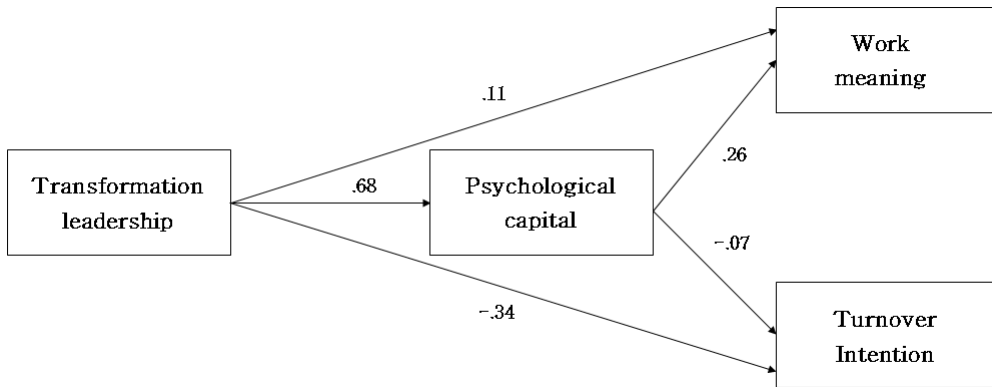 Work
meaning
.11
.26
Transformation
leadership
.68
Psychological
capital
-.07
-.34
Turnover
Intention